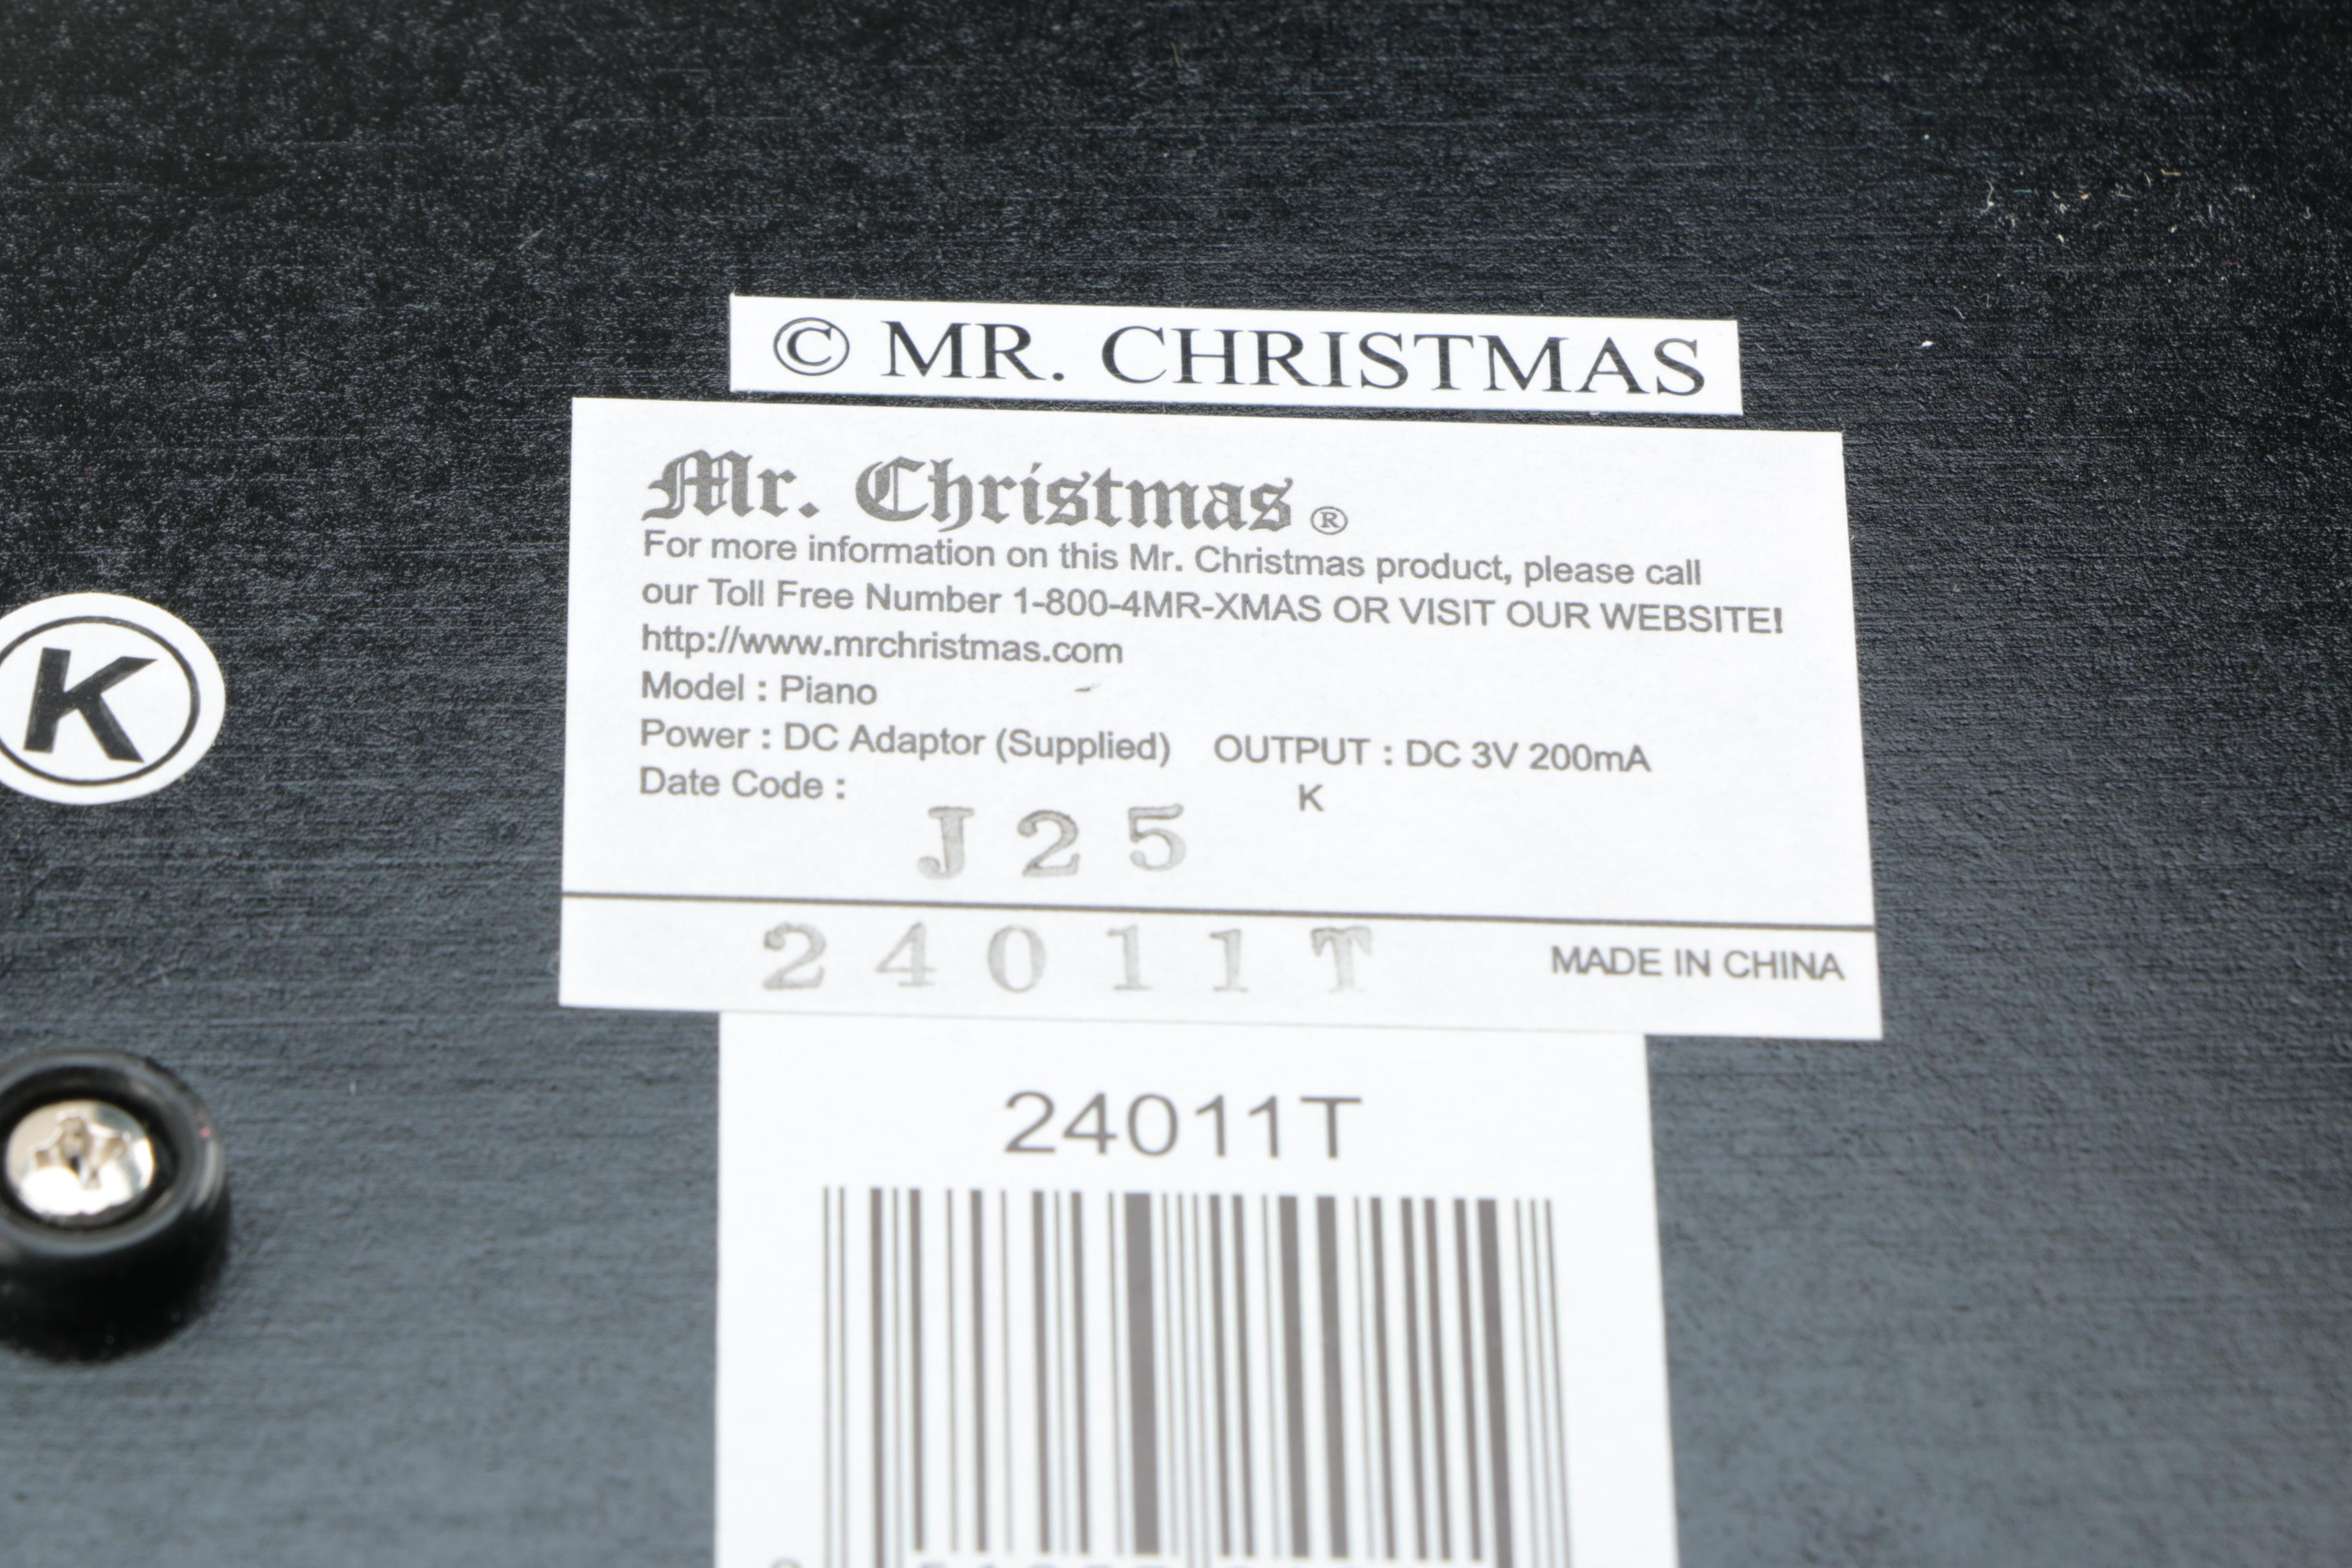 © MR. CHRISTMAS
Mr. Christmas ®
For more information on this Mr. Christmas product, please call
our Toll Free Number 1-800-4MR-XMAS OR VISIT OUR WEBSITE!
http://www.mrchristmas.com
Model : Piano
Power : DC Adaptor (Supplied) OUTPUT : DC 3V 200mA
Date Code : K
J25
24011T MADE IN CHINA
K
24011T